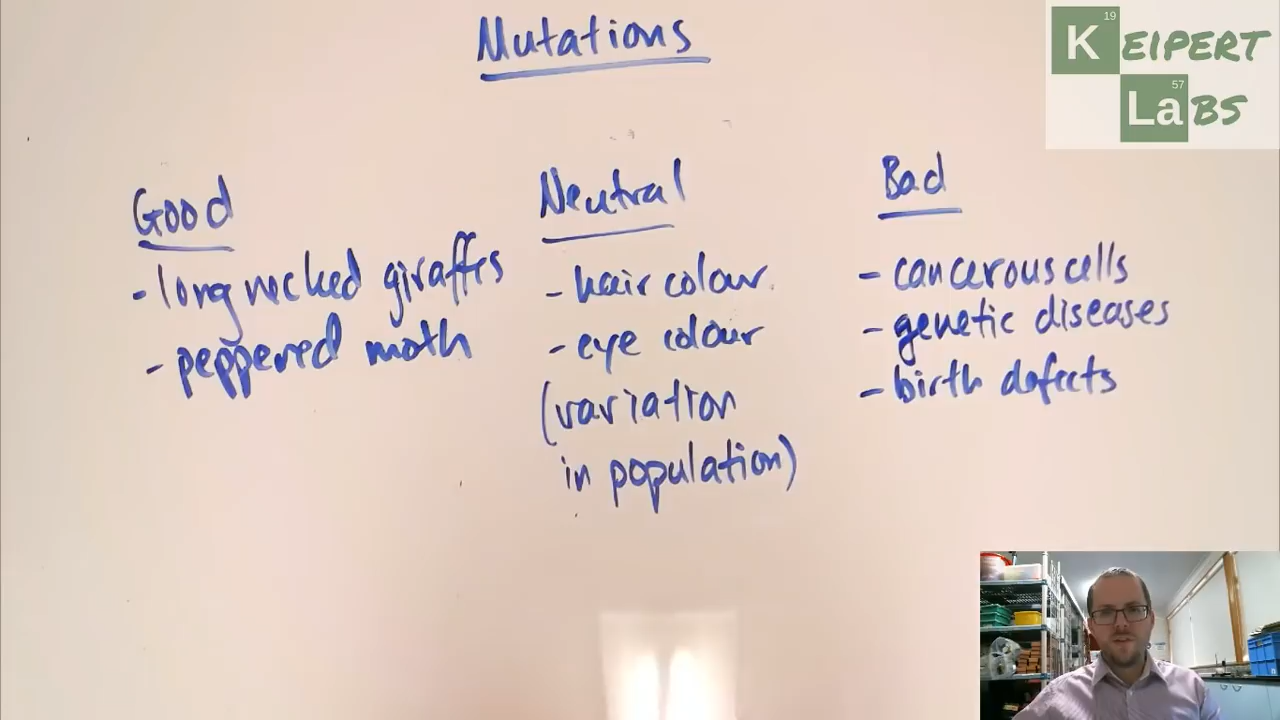 Mutations
19
KEIPERT
57
LaBS
Good
- long necked giraffes
- peppered moth
Neutral
- hair colour
- eye colour
(variation
in population)
Bad
- cancerous cells
- genetic diseases
- birth defects